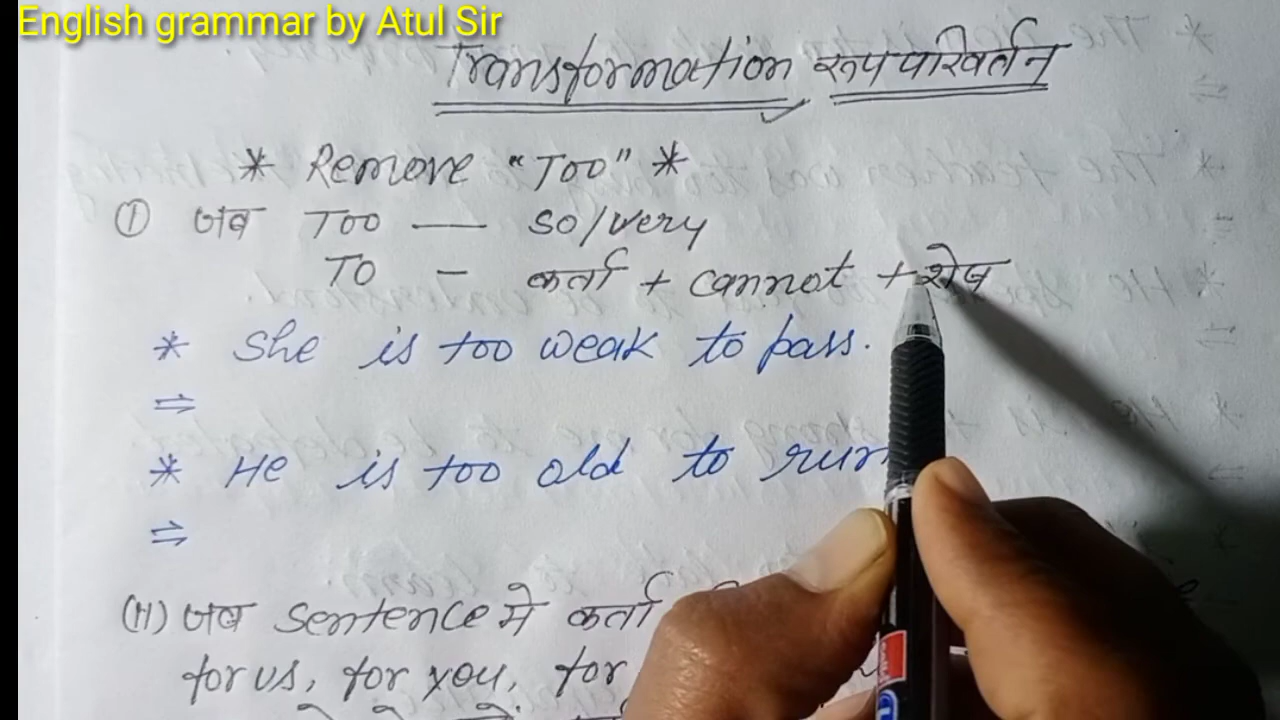 English grammar by Atul Sir
Transformation रूप परिवर्तन
* Remove "Too" *
① जब Too — so/very
To - कर्ता + cannot + शेष
* She is too weak to pass.
⇌
* He is too old to run
⇌
(II) जब sentence मे कर्ता
for us, for you, for